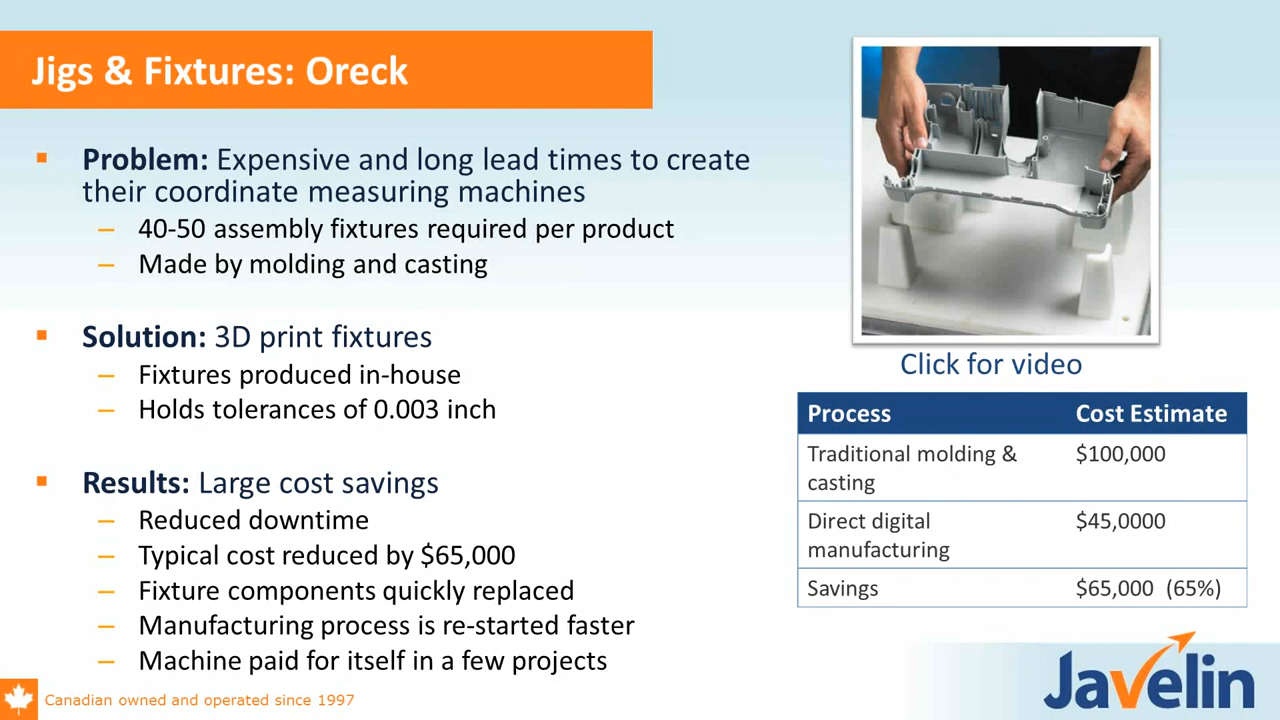 Jigs & Fixtures: Oreck
▪ Problem: Expensive and long lead times to create
their coordinate measuring machines
– 40-50 assembly fixtures required per product
– Made by molding and casting
▪ Solution: 3D print fixtures
– Fixtures produced in-house
– Holds tolerances of 0.003 inch
▪ Results: Large cost savings
– Reduced downtime
– Typical cost reduced by $65,000
– Fixture components quickly replaced
– Manufacturing process is re-started faster
– Machine paid for itself in a few projects
Click for video
Process Cost Estimate
Traditional molding & $100,000
casting
Direct digital $45,0000
manufacturing
Savings $65,000 (65%)
Canadian owned and operated since 1997
Javelin